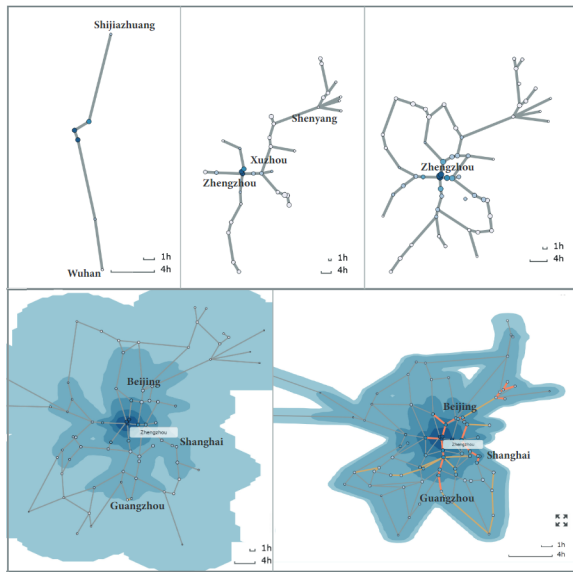 Shijiazhuang
Wuhan
1h
4h
Shenyang
Xuzhou
Zhengzhou
1h
4h
Zhengzhou
1h
4h
Beijing
Zhengzhou
Shanghai
Guangzhou
1h
4h
Beijing
Zhengzhou
Shanghai
Guangzhou
1h
4h